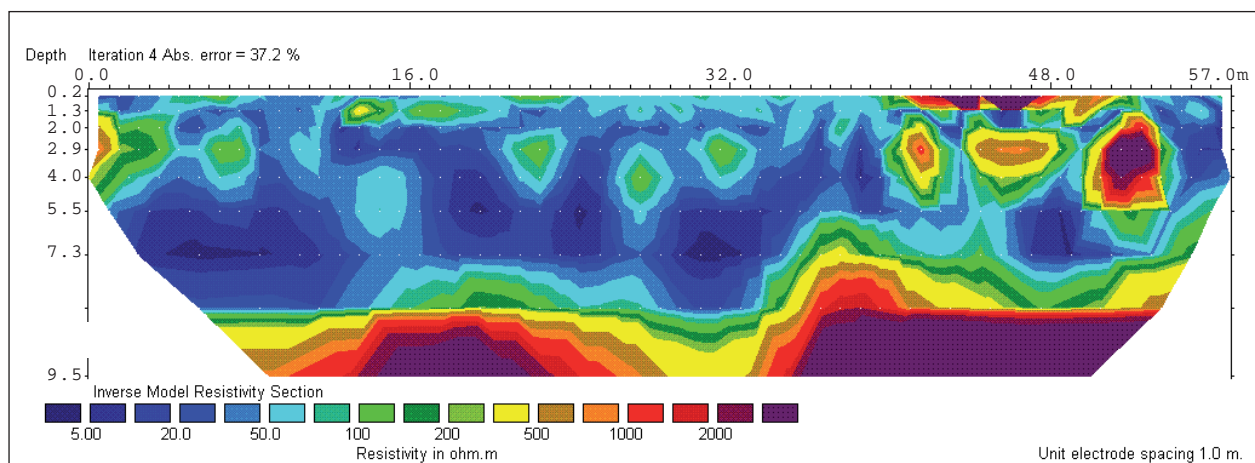 Depth Iteration 4 Abs. error = 37.2 %
0.0 16.0 32.0 48.0 57.0m
0.2
1.3
2.0
2.9
4.0
5.5
7.3
9.5
Inverse Model Resistivity Section
5.00 20.0 50.0 100 200 500 1000 2000
Resistivity in ohm.m Unit electrode spacing 1.0 m.